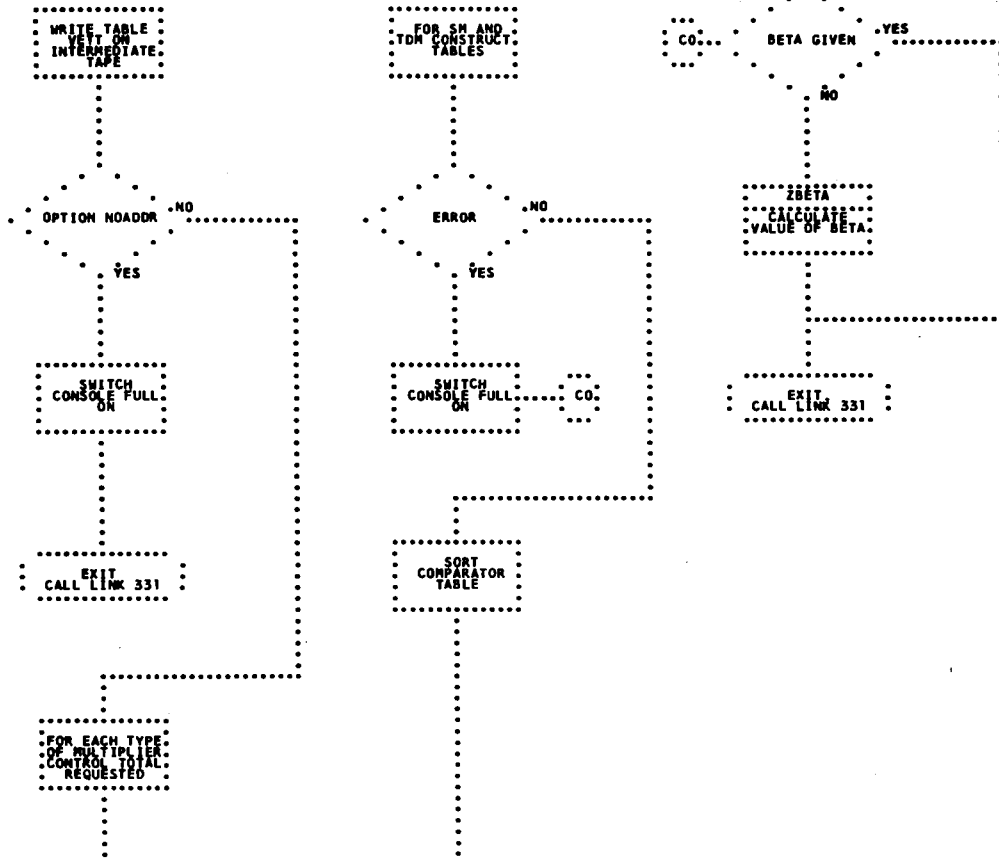 WRITE TABLE
VETT ON
INTERMEDIATE
TAPE
OPTION NOADDR
NO
YES
SWITCH
CONSOLE FULL
ON
EXIT
CALL LINK 331
FOR EACH TYPE
OF MULTIPLIER
CONTROL TOTAL
REQUESTED
FOR SM AND
TDM CONSTRUCT
TABLES
ERROR
NO
YES
SWITCH
CONSOLE FULL
ON
CO
SORT
COMPARATOR
TABLE
CO
BETA GIVEN
YES
NO
ZBETA
CALCULATE
VALUE OF BETA
EXIT
CALL LINK 331